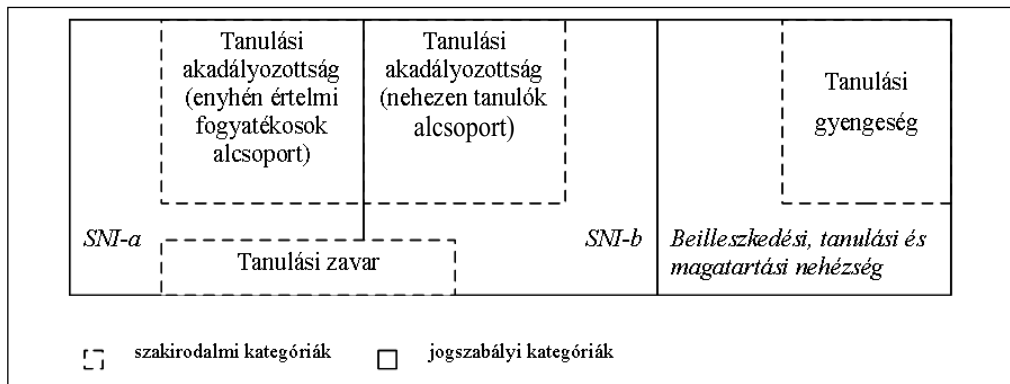 Tanulási
akadályozottság
(enyhén értelmi
fogyatékosok
alcsoport)
Tanulási
akadályozottság
(nehezen tanulók
alcsoport)
Tanulási
gyengeség
SNI-a
Tanulási zavar
SNI-b
Beilleszkedési, tanulási és
magatartási nehézség
szakirodalmi kategóriák
jogszabályi kategóriák